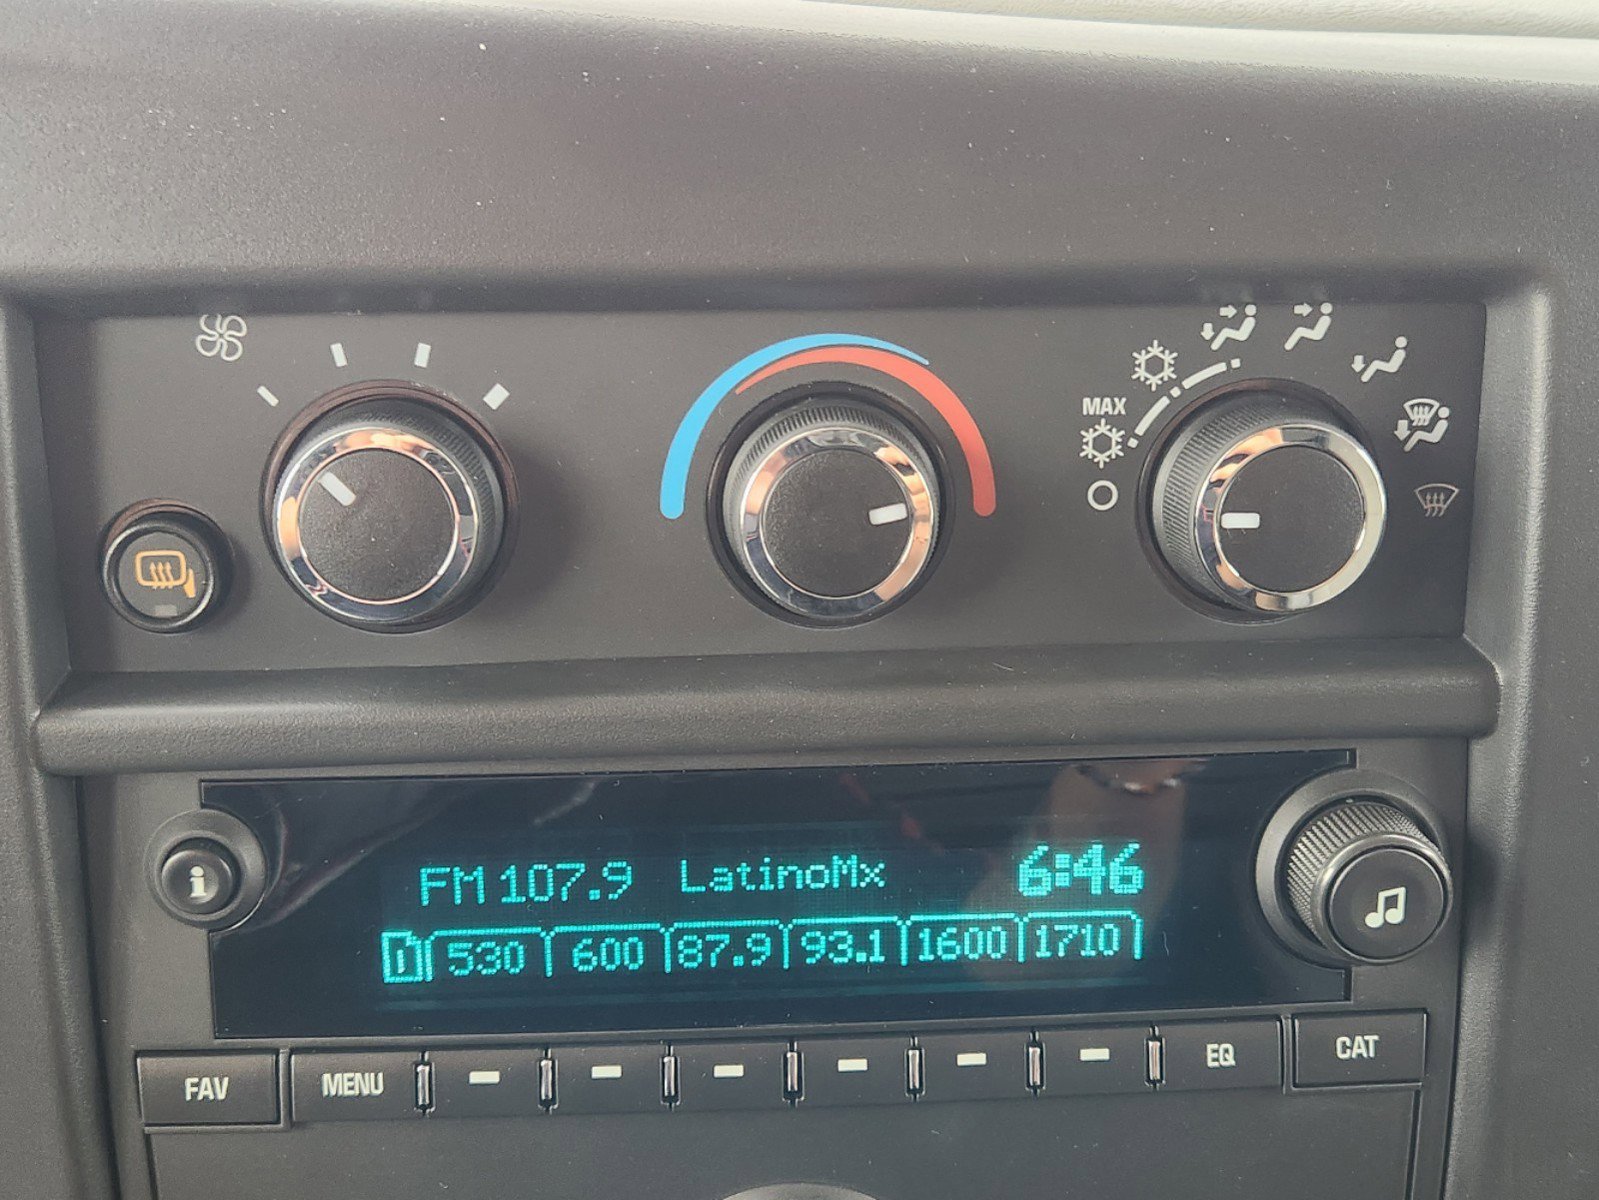 MAX
FM 107.9 LatinoMx 6:46
1 530 600 87.9 93.1 1600 1710
i
FAV MENU EQ CAT